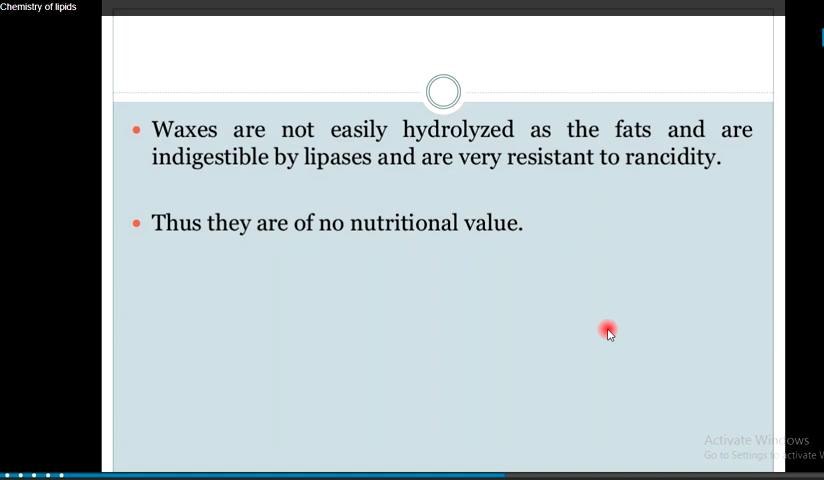 Chemistry of lipids
Waxes are not easily hydrolyzed as the fats and are
indigestible by lipases and are very resistant to rancidity.
Thus they are of no nutritional value.
Activate Windows
Go to Settings to activate